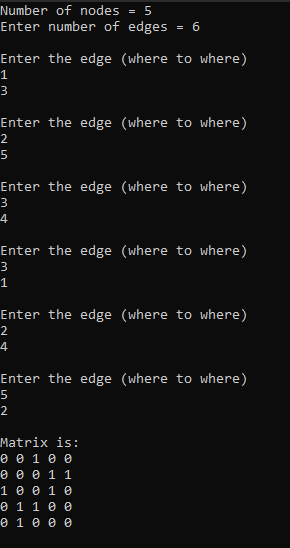 Number of nodes = 5
Enter number of edges = 6
Enter the edge (where to where)
1
3
Enter the edge (where to where)
2
5
Enter the edge (where to where)
3
4
Enter the edge (where to where)
3
1
Enter the edge (where to where)
2
4
Enter the edge (where to where)
5
2
Matrix is:
0 0 1 0 0
0 0 0 1 1
1 0 0 1 0
0 1 1 0 0
0 1 0 0 0